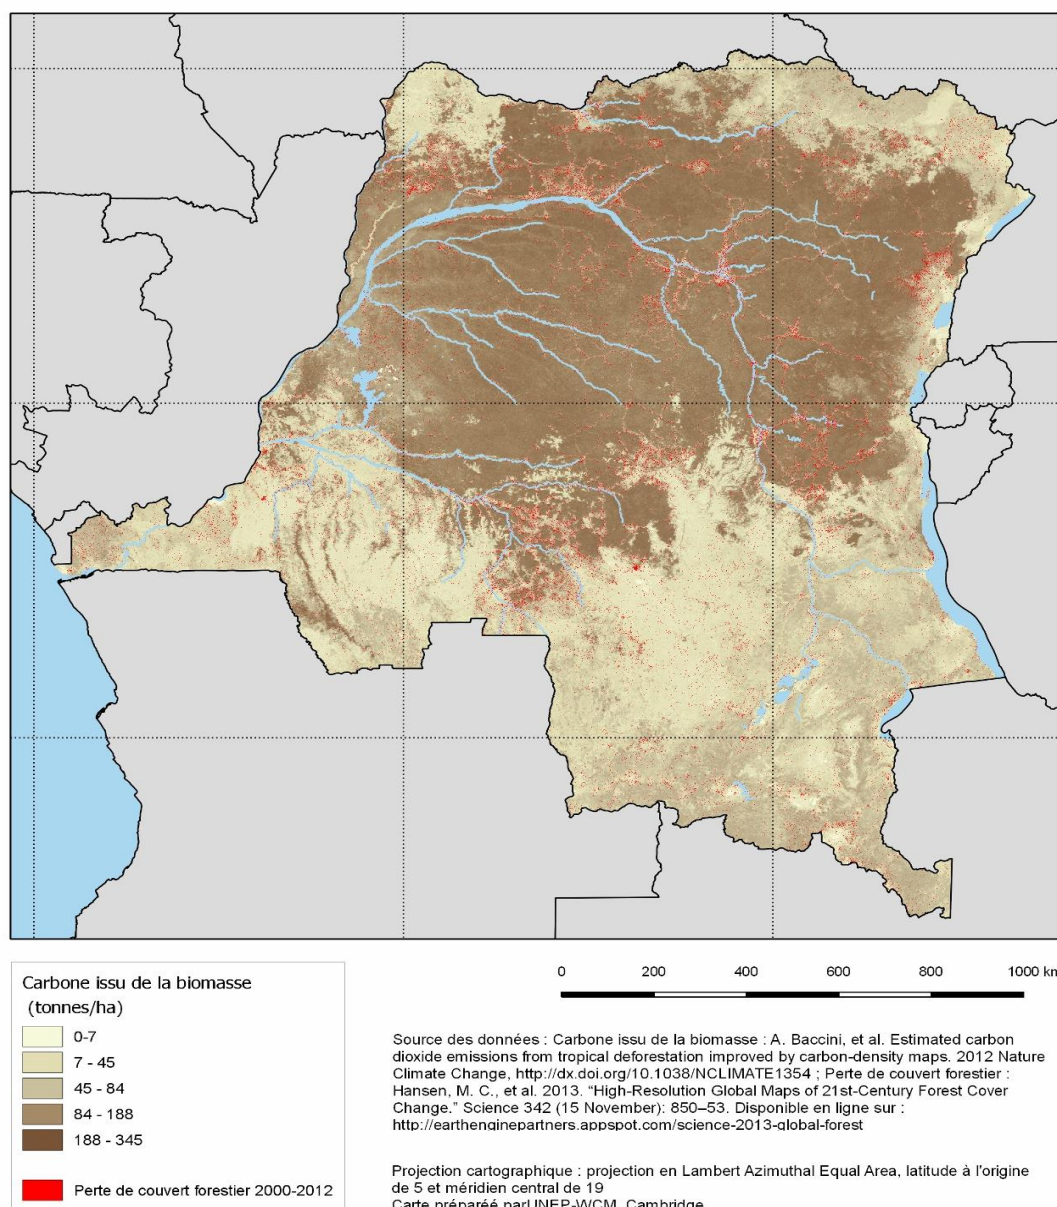 Carbone issu de la biomasse
(tonnes/ha)
0-7
7 - 45
45 - 84
84 - 188
188 - 345
Perte de couvert forestier 2000-2012
0 200 400 600 800 1000 km
Source des données : Carbone issu de la biomasse : A. Baccini, et al. Estimated carbon
dioxide emissions from tropical deforestation improved by carbon-density maps. 2012 Nature
Climate Change, http://dx.doi.org/10.1038/NCLIMATE1354 ; Perte de couvert forestier :
Hansen, M. C., et al. 2013. “High-Resolution Global Maps of 21st-Century Forest Cover
Change.” Science 342 (15 November): 850–53. Disponible en ligne sur :
http://earthenginepartners.appspot.com/science-2013-global-forest
Projection cartographique : projection en Lambert Azimuthal Equal Area, latitude à l'origine
de 5 et méridien central de 19
Carte préparéé parUNEP-WCM, Cambridge